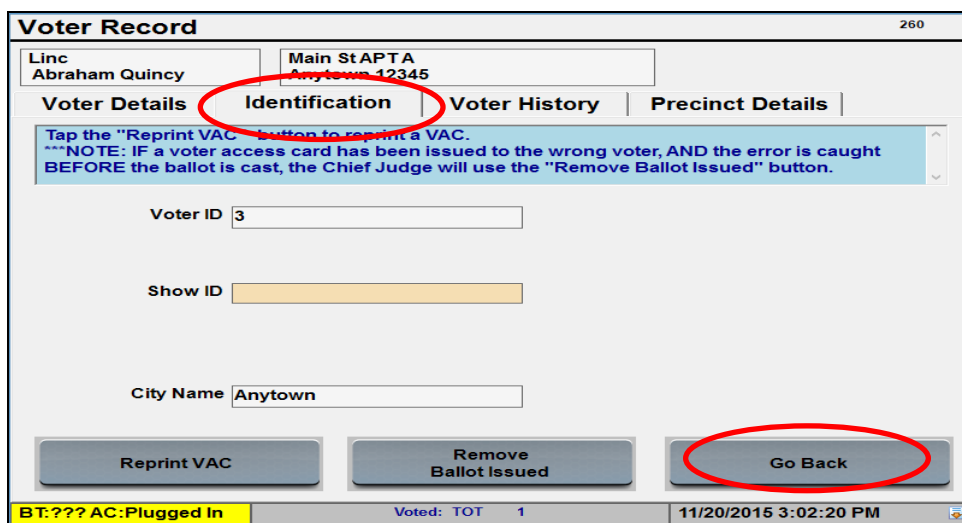 Voter Record
260
Linc
Abraham Quincy
Main St APT A
Anytown 12345
Voter Details
Identification
Voter History
Precinct Details
Tap the "Reprint VAC" button to reprint a VAC.
***NOTE: IF a voter access card has been issued to the wrong voter, AND the error is caught
BEFORE the ballot is cast, the Chief Judge will use the "Remove Ballot Issued" button.
Voter ID 3
Show ID
City Name Anytown
Reprint VAC
Remove
Ballot Issued
Go Back
BT:??? AC:Plugged In
Voted: TOT 1
11/20/2015 3:02:20 PM